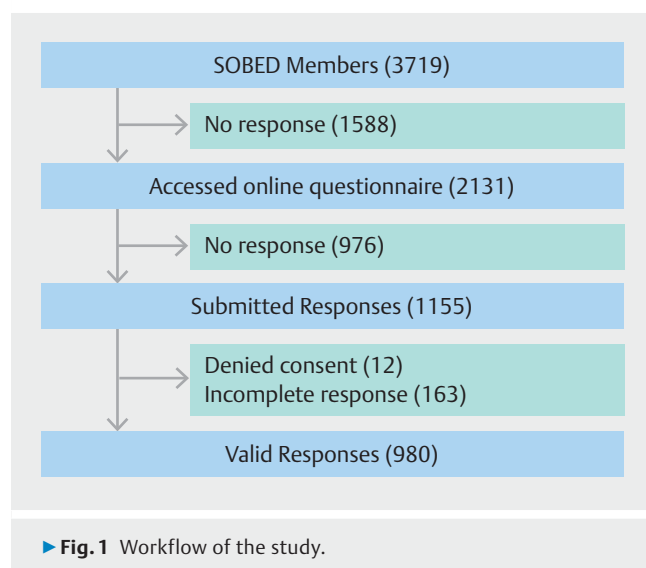 SOBED Members (3719)
No response (1588)
Accessed online questionnaire (2131)
No response (976)
Submitted Responses (1155)
Denied consent (12)
Incomplete response (163)
Valid Responses (980)
▶Fig. 1 Workflow of the study.